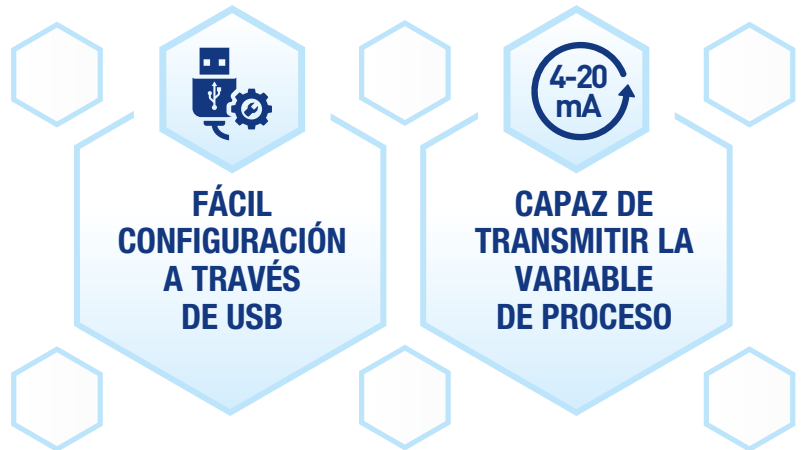 FÁCIL
CONFIGURACIÓN
A TRAVÉS
DE USB
4-20
mA
CAPAZ DE
TRANSMITIR LA
VARIABLE
DE PROCESO